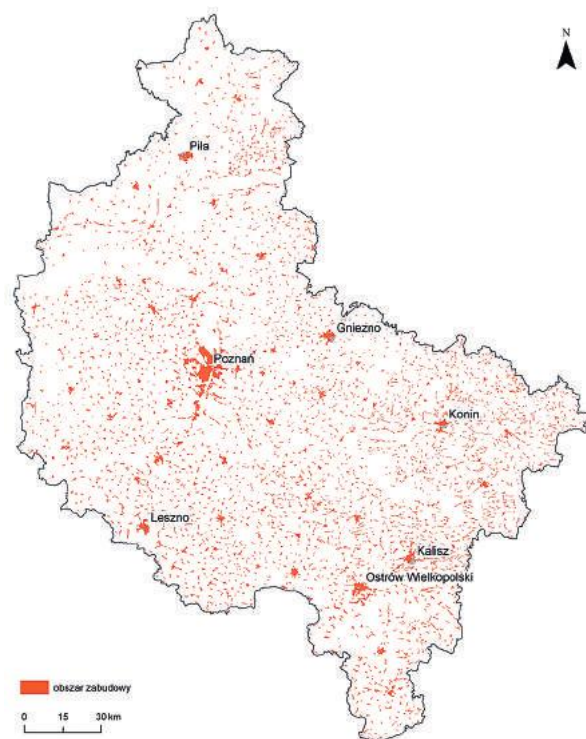 N
Piła
Gniezno
Poznań
Konin
Leszno
Kalisz
Ostrów Wielkopolski
obszar zabudowy
0 15 30 km